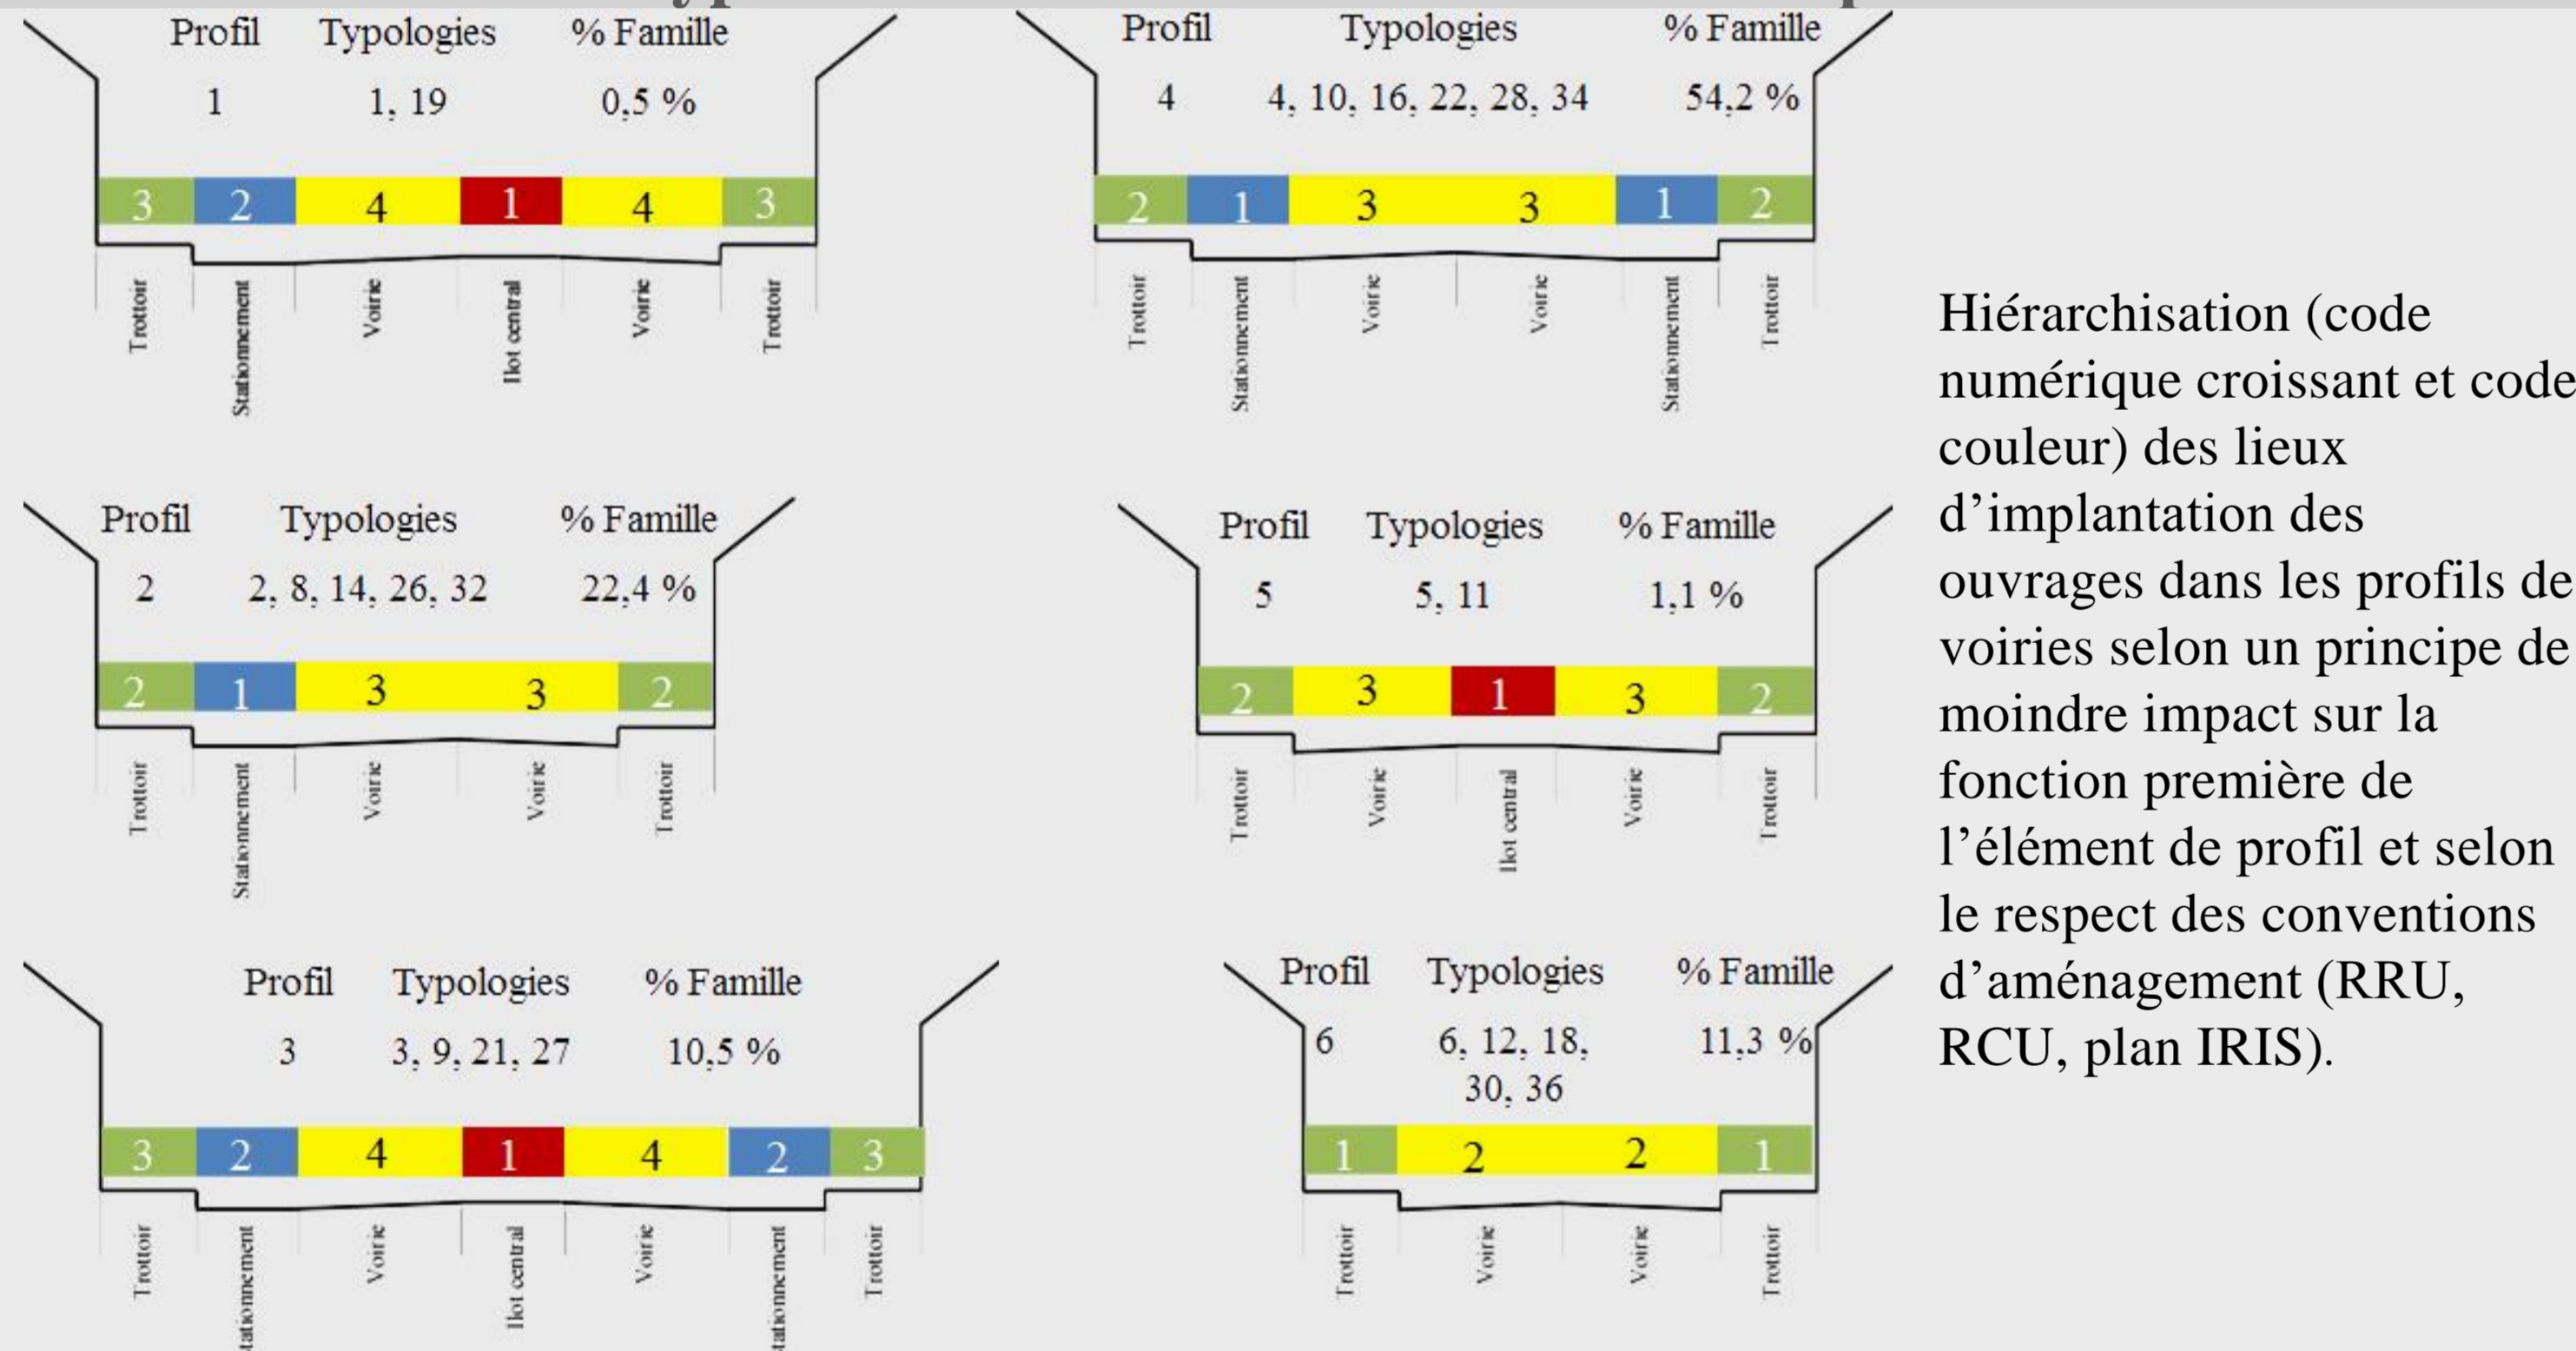 Profil Typologies % Famille
1 1, 19 0,5 %
3 2 4 1 4 3
Trottoir Stationnement Voirie Ilot central Voirie Trottoir
Profil Typologies % Famille
2 2, 8, 14, 26, 32 22,4 %
2 1 3 3 2
Trottoir Stationnement Voirie Voirie Trottoir
Profil Typologies % Famille
3 3, 9, 21, 27 10,5 %
3 2 4 1 4 2 3
Trottoir tationnement Voirie Ilot central Voirie tationnement Trottoir
Profil Typologies % Famille
4 4, 10, 16, 22, 28, 34 54,2 %
2 1 3 3 1 2
Trottoir Stationnement Voirie Voirie Stationnement Trottoir
Profil Typologies % Famille
5 5, 11 1,1 %
2 3 1 3 2
Trottoir Voirie Ilot central Voirie Trottoir
Profil Typologies % Famille
6 6, 12, 18, 11,3 %
30, 36
1 2 2 1
Trottoir Voirie Voirie Trottoir
Hiérarchisation (code
numérique croissant et code
couleur) des lieux
d’implantation des
ouvrages dans les profils de
voiries selon un principe de
moindre impact sur la
fonction première de
l’élément de profil et selon
le respect des conventions
d’aménagement (RRU,
RCU, plan IRIS).